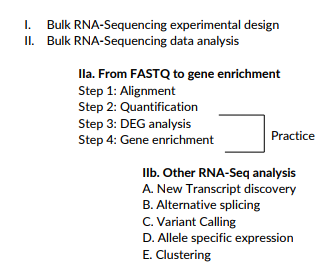 I. Bulk RNA-Sequencing experimental design
II. Bulk RNA-Sequencing data analysis
IIa. From FASTQ to gene enrichment
Step 1: Alignment
Step 2: Quantification
Step 3: DEG analysis
Step 4: Gene enrichment
Practice
IIb. Other RNA-Seq analysis
A. New Transcript discovery
B. Alternative splicing
C. Variant Calling
D. Allele specific expression
E. Clustering